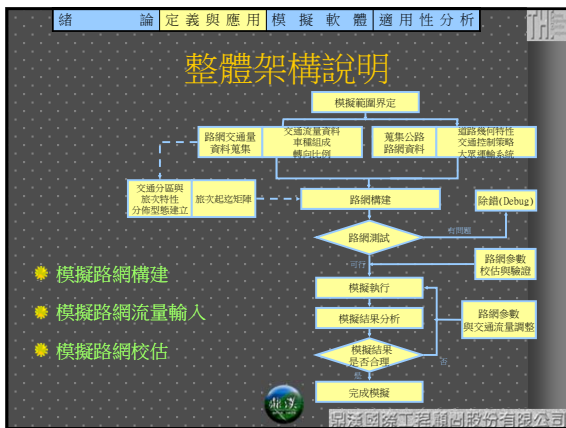 緒論
定義與應用
模擬軟體
適用性分析
整體架構說明
模擬範圍界定
路網交通量
資料蒐集
交通流量資料
車種組成
轉向比例
蒐集公路
路網資料
道路幾何特性
交通控制策略
大眾運輸系統
交通分區與
旅次特性
分佈型態建立
旅次起迄矩陣
路網構建
除錯(Debug)
路網測試
有問題
可行
路網參數
校估與驗證
模擬執行
模擬結果分析
路網參數
與交通流量調整
模擬結果
是否合理
否
是
完成模擬
模擬路網構建
模擬路網流量輸入
模擬路網校估
鼎漢
鼎漢國際工程顧問股份有限公司
THI